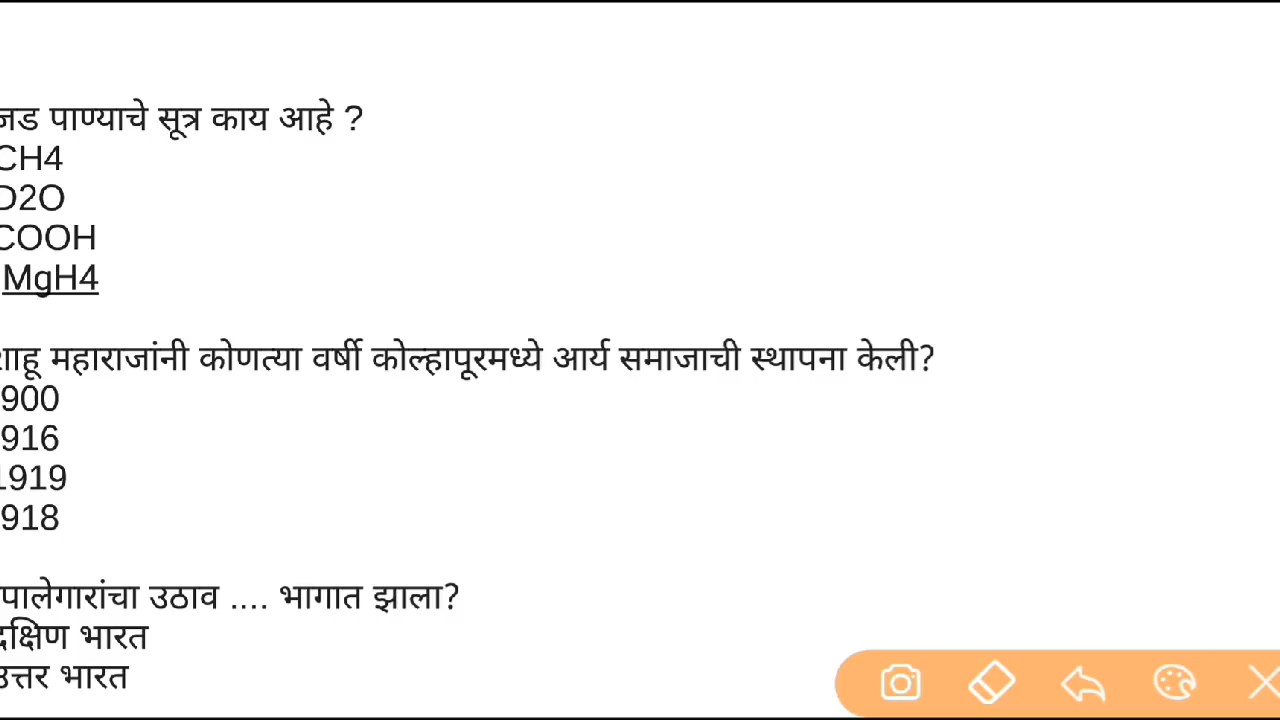 जड पाण्याचे सूत्र काय आहे ?
CH4
D2O
COOH
MgH4
शाहू महाराजांनी कोणत्या वर्षी कोल्हापूरमध्ये आर्य समाजाची स्थापना केली?
900
916
1919
918
पालेगारांचा उठाव .... भागात झाला?
दक्षिण भारत
उत्तर भारत